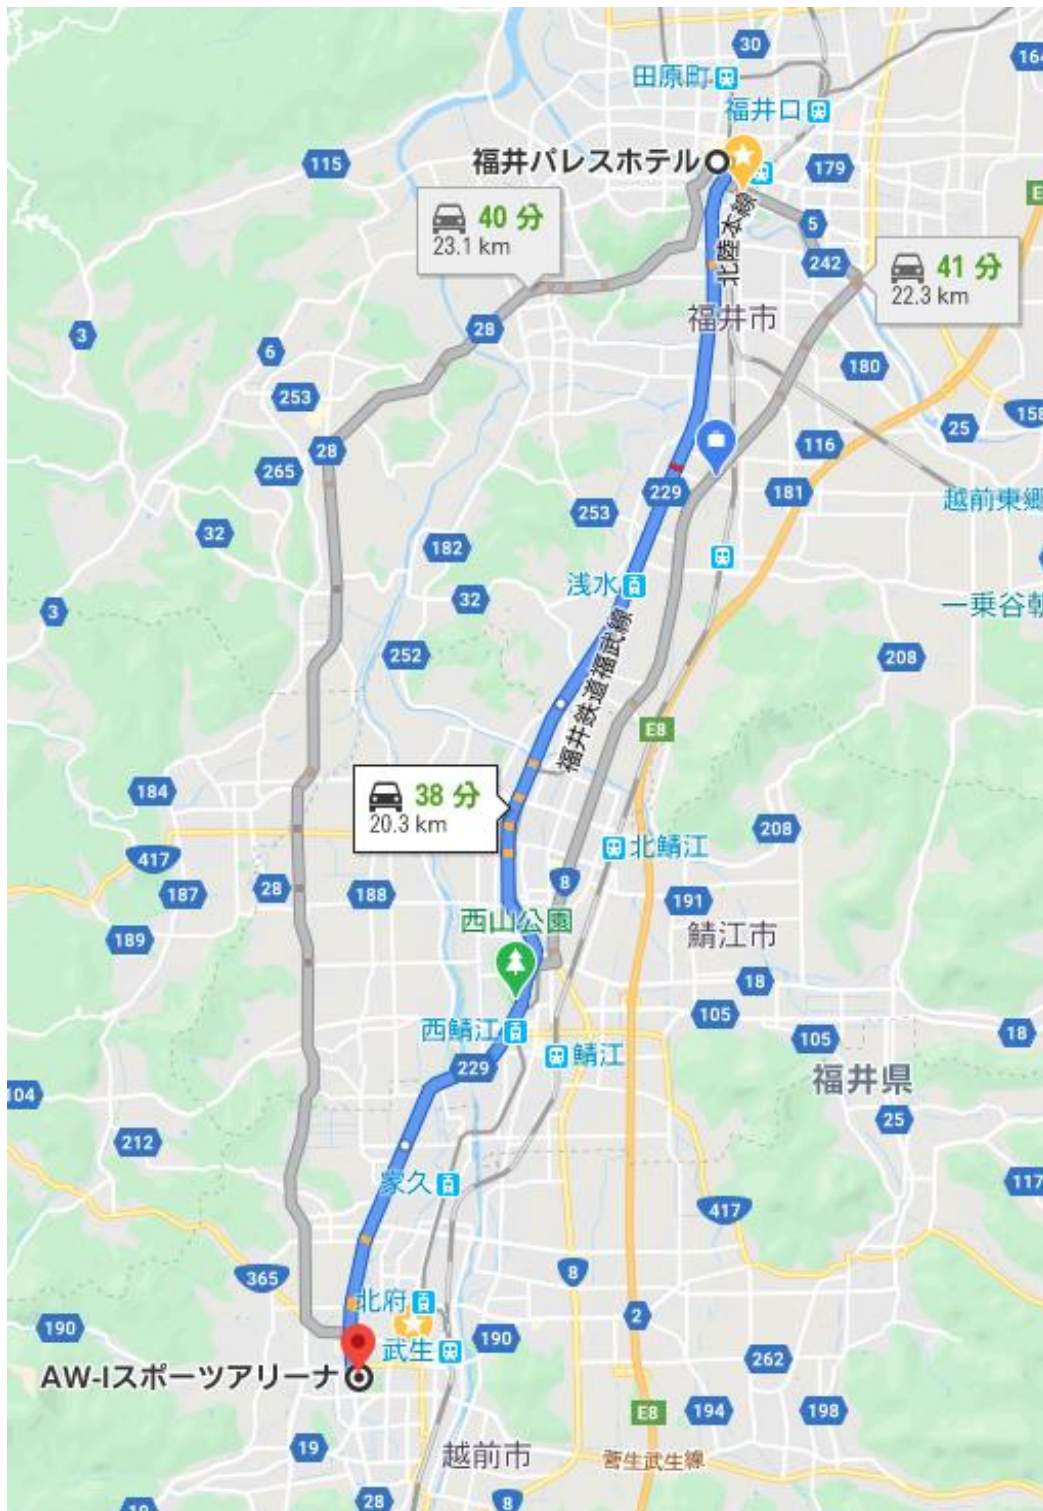 30
164
田原町
福井口
115
福井パレスホテル
179
E
40 分
23.1 km
5
242
41 分
22.3 km
北陸本線
福井市
3
6
28
253
180
158
25
28
265
116
229
181
253
越前東郷
32
182
浅水
32
3
一乗谷朝
252
208
福井鉄道福武線
E8
184
38 分
20.3 km
208
417
北鯖江
187
28
188
8
191
189
西山公園
鯖江市
18
105
西鯖江
105
18
229
鯖江
福井県
104
25
212
家久
117
417
365
8
北府
2
190
武生
190
262
AW-Iスポーツアリーナ
E8
194
198
19
越前市
菅生武生線
28
8
19